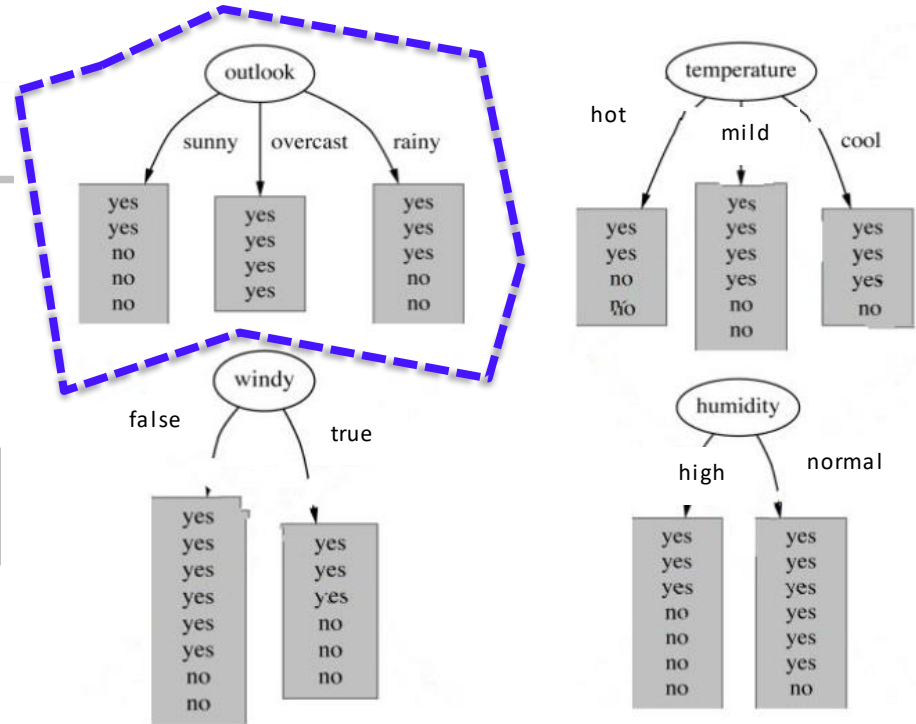 outlook
sunny overcast rainy
yes
yes
no
no
no
yes
yes
yes
yes
yes
yes
yes
no
no
temperature
hot mild cool
yes
yes
no
no
yes
yes
yes
yes
no
no
yes
yes
yes
no
windy
false true
yes
yes
yes
yes
yes
yes
no
no
yes
yes
yes
no
no
no
humidity
high normal
yes
yes
yes
no
no
no
no
yes
yes
yes
yes
yes
yes
no